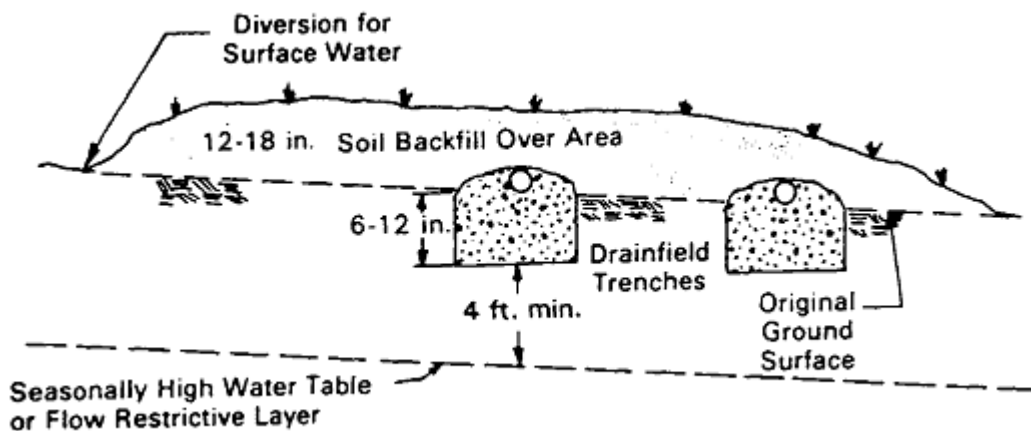 Diversion for
Surface Water
12-18 in. Soil Backfill Over Area
6-12 in.
Drainfield
Trenches
4 ft. min.
Original
Ground
Surface
Seasonally High Water Table
or Flow Restrictive Layer